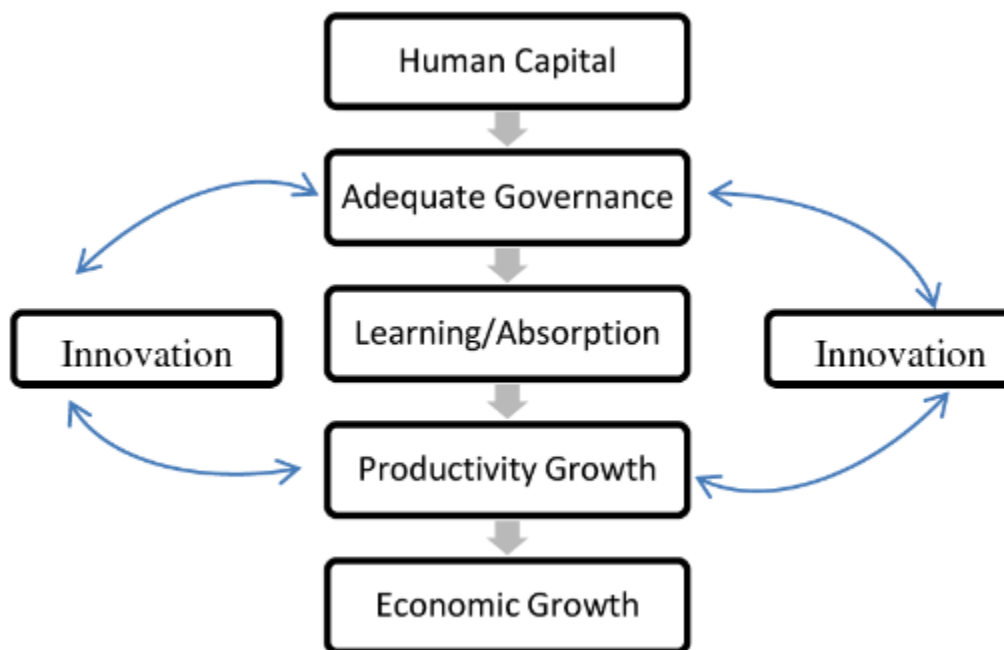 Human Capital
Adequate Governance
Learning/Absorption
Innovation
Innovation
Productivity Growth
Economic Growth